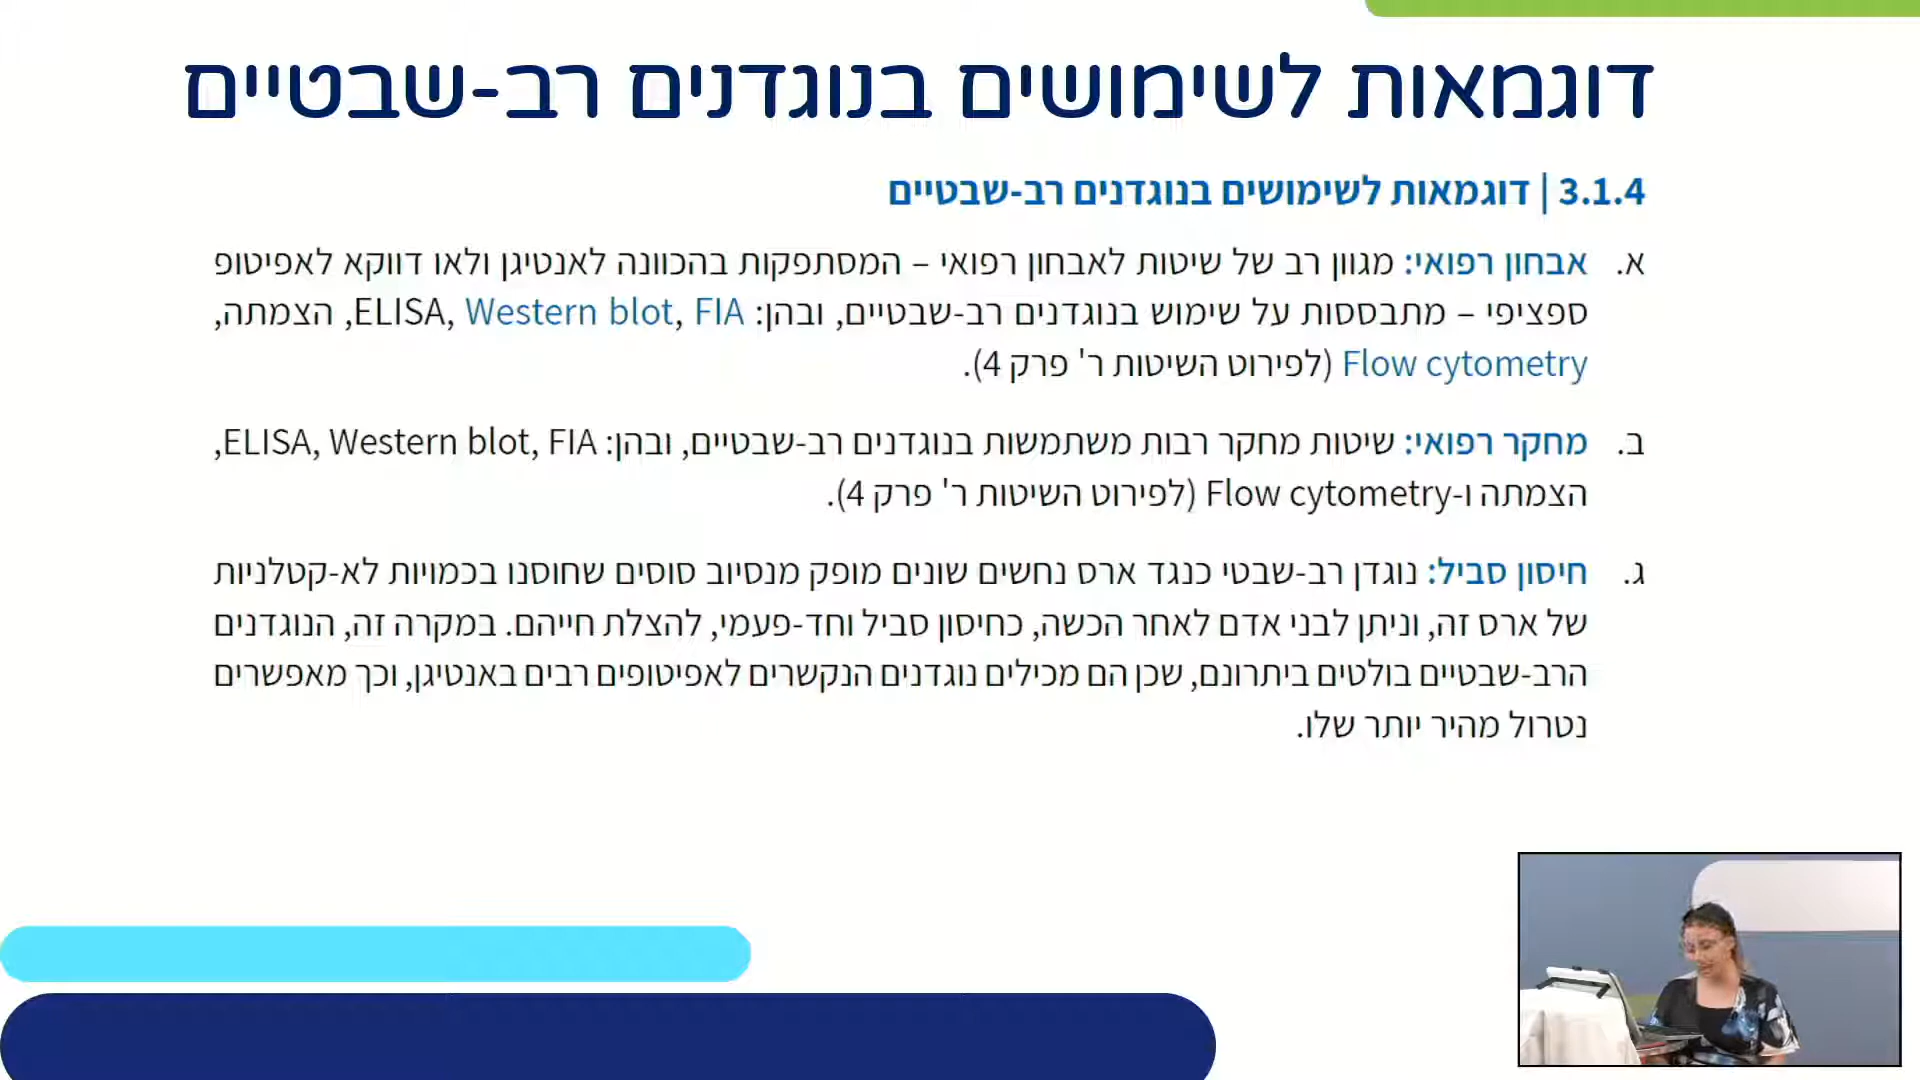 דוגמאות לשימושים בנוגדנים רב-שבטיים
3.1.4 | דוגמאות לשימושים בנוגדנים רב-שבטיים
א. אבחון רפואי: מגוון רב של שיטות לאבחון רפואי – המסתפקות בהכוונה לאנטיגן ולאו דווקא לאפיטופ
ספציפי – מתבססות על שימוש בנוגדנים רב-שבטיים, ובהן: ELISA, Western blot, FIA, הצמתה,
Flow cytometry (לפירוט השיטות ר' פרק 4).
ב. מחקר רפואי: שיטות מחקר רבות משתמשות בנוגדנים רב-שבטיים, ובהן: ELISA, Western blot, FIA,
הצמתה ו-Flow cytometry (לפירוט השיטות ר' פרק 4).
ג. חיסון סביל: נוגדן רב-שבטי כנגד ארס נחשים שונים מופק מנסיוב סוסים שחוסנו בכמויות לא-קטלניות
של ארס זה, וניתן לבני אדם לאחר הכשה, כחיסון סביל וחד-פעמי, להצלת חייהם. במקרה זה, הנוגדנים
הרב-שבטיים בולטים ביתרונם, שכן הם מכילים נוגדנים הנקשרים לאפיטופים רבים באנטיגן, וכך מאפשרים
נטרול מהיר יותר שלו.